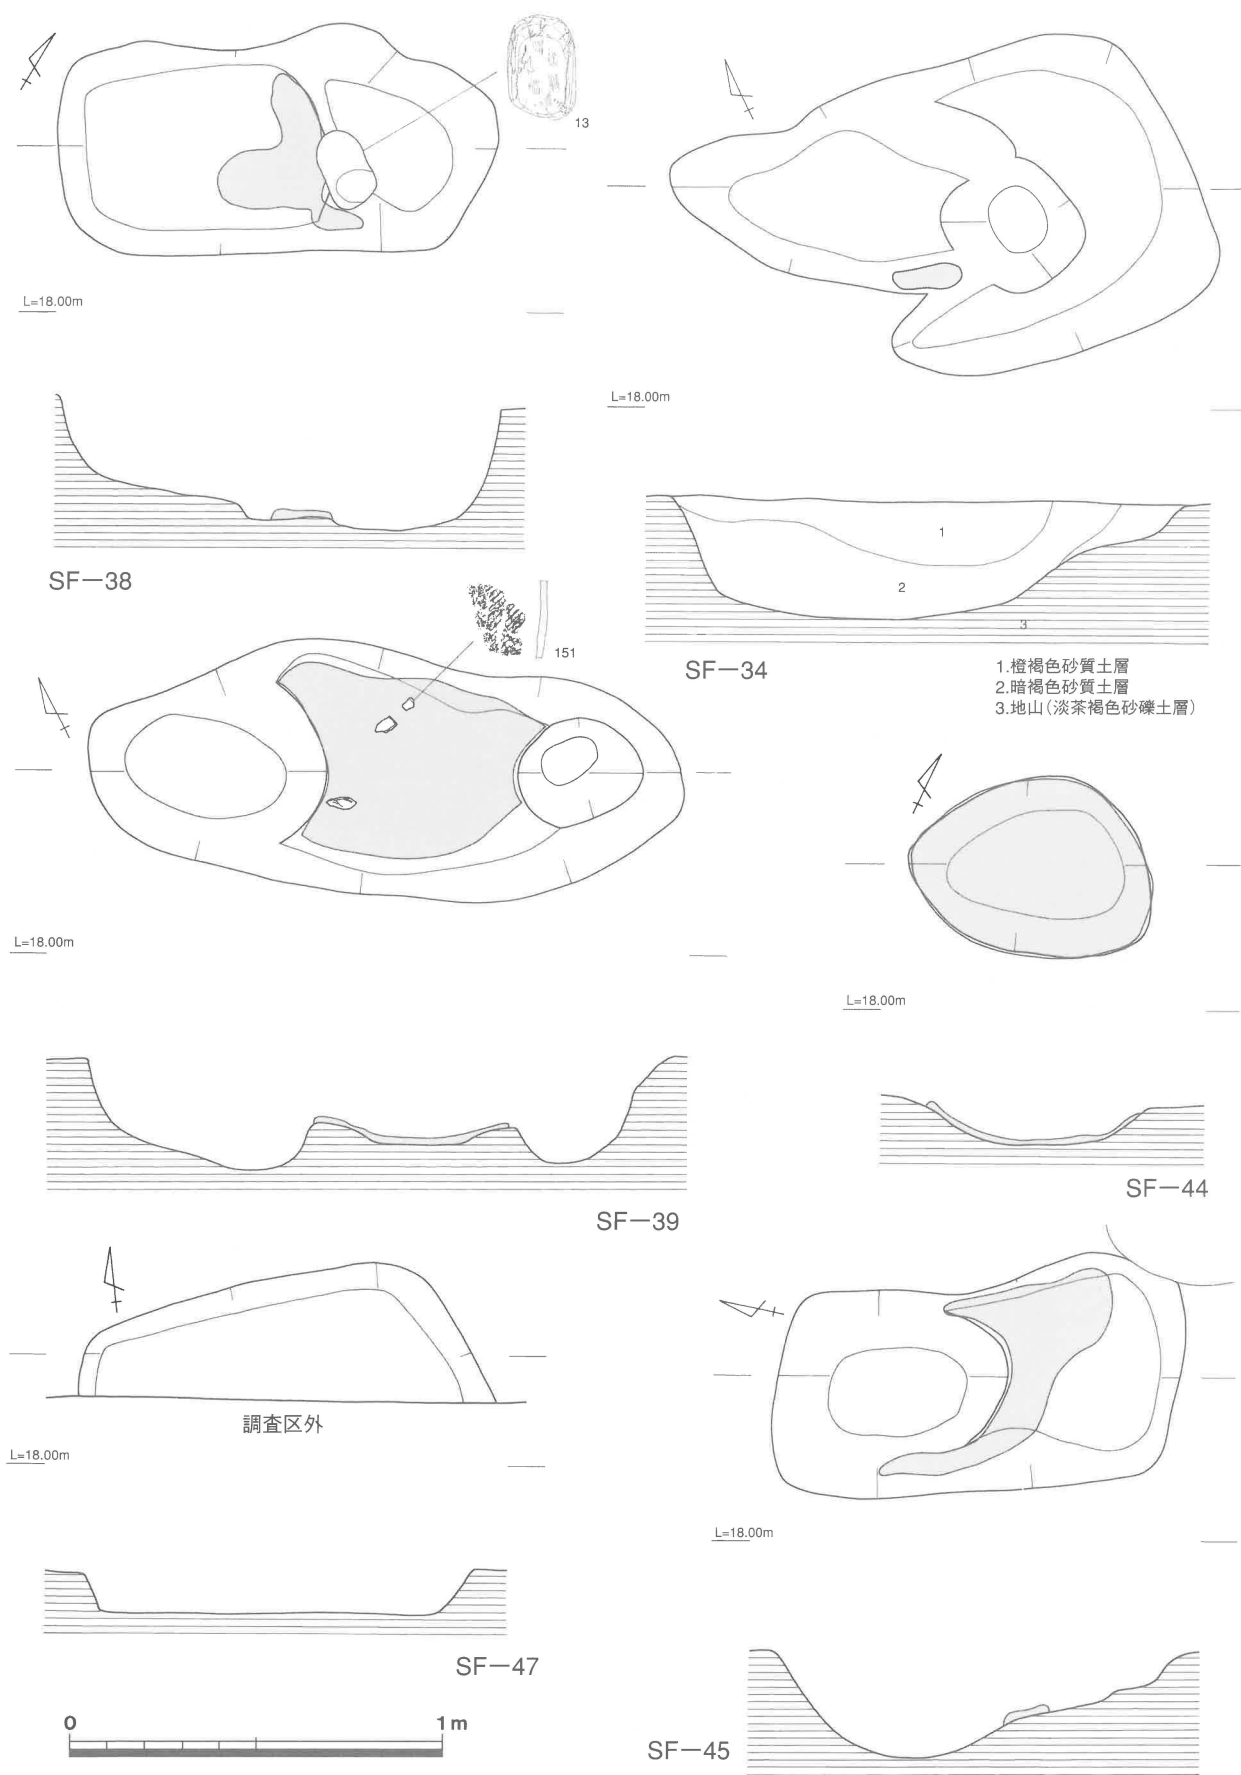 13
L=18.00m
L=18.00m
SF－38
1
2
3
SF－34
1.橙褐色砂質土層
2.暗褐色砂質土層
3.地山（淡茶褐色砂礫土層）
151
L=18.00m
L=18.00m
SF－39
SF－44
調査区外
L=18.00m
L=18.00m
SF－47
SF－45
0 1m